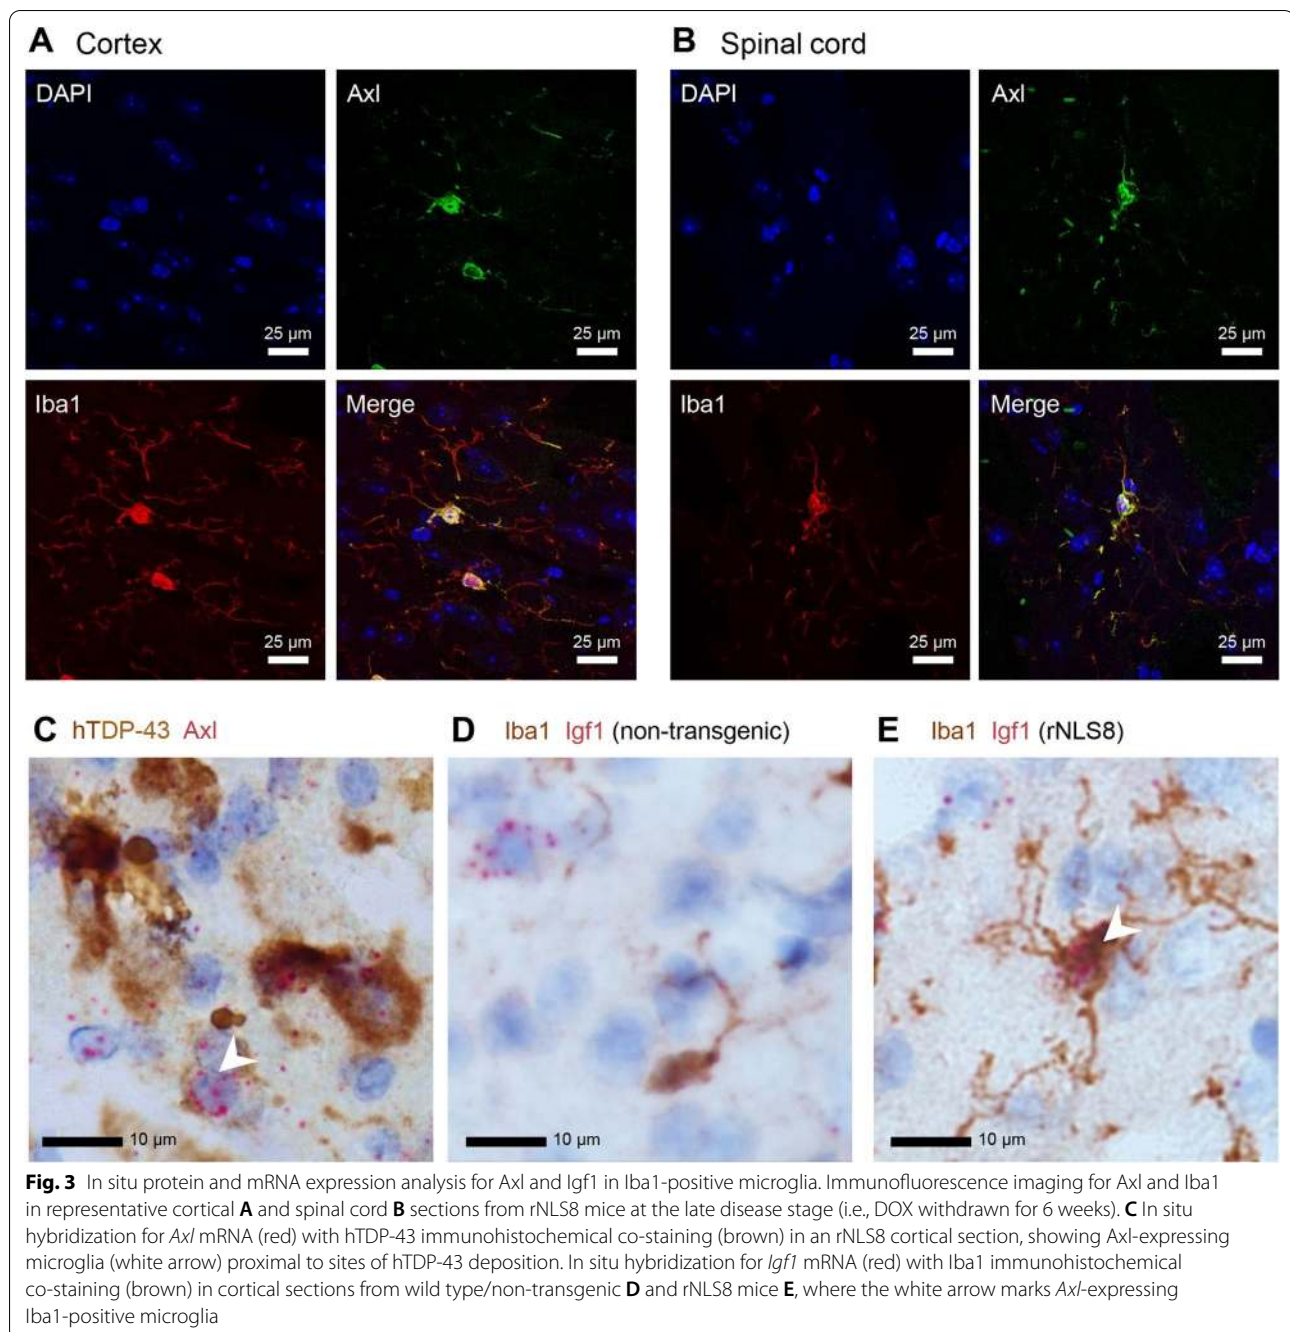 A Cortex
B Spinal cord
DAPI
Axl
DAPI
Axl
25 µm
25 µm
25 µm
25 µm
Iba1
Merge
Iba1
Merge
25 µm
25 µm
25 µm
25 µm
C hTDP-43 Axl
D Iba1 Igf1 (non-transgenic)
E Iba1 Igf1 (rNLS8)
10 µm
10 µm
10 µm
Fig. 3 In situ protein and mRNA expression analysis for Axl and Igf1 in Iba1-positive microglia. Immunofluorescence imaging for Axl and Iba1
in representative cortical A and spinal cord B sections from rNLS8 mice at the late disease stage (i.e., DOX withdrawn for 6 weeks). C In situ
hybridization for Axl mRNA (red) with hTDP-43 immunohistochemical co-staining (brown) in an rNLS8 cortical section, showing Axl-expressing
microglia (white arrow) proximal to sites of hTDP-43 deposition. In situ hybridization for Igf1 mRNA (red) with Iba1 immunohistochemical
co-staining (brown) in cortical sections from wild type/non-transgenic D and rNLS8 mice E, where the white arrow marks Axl-expressing
Iba1-positive microglia